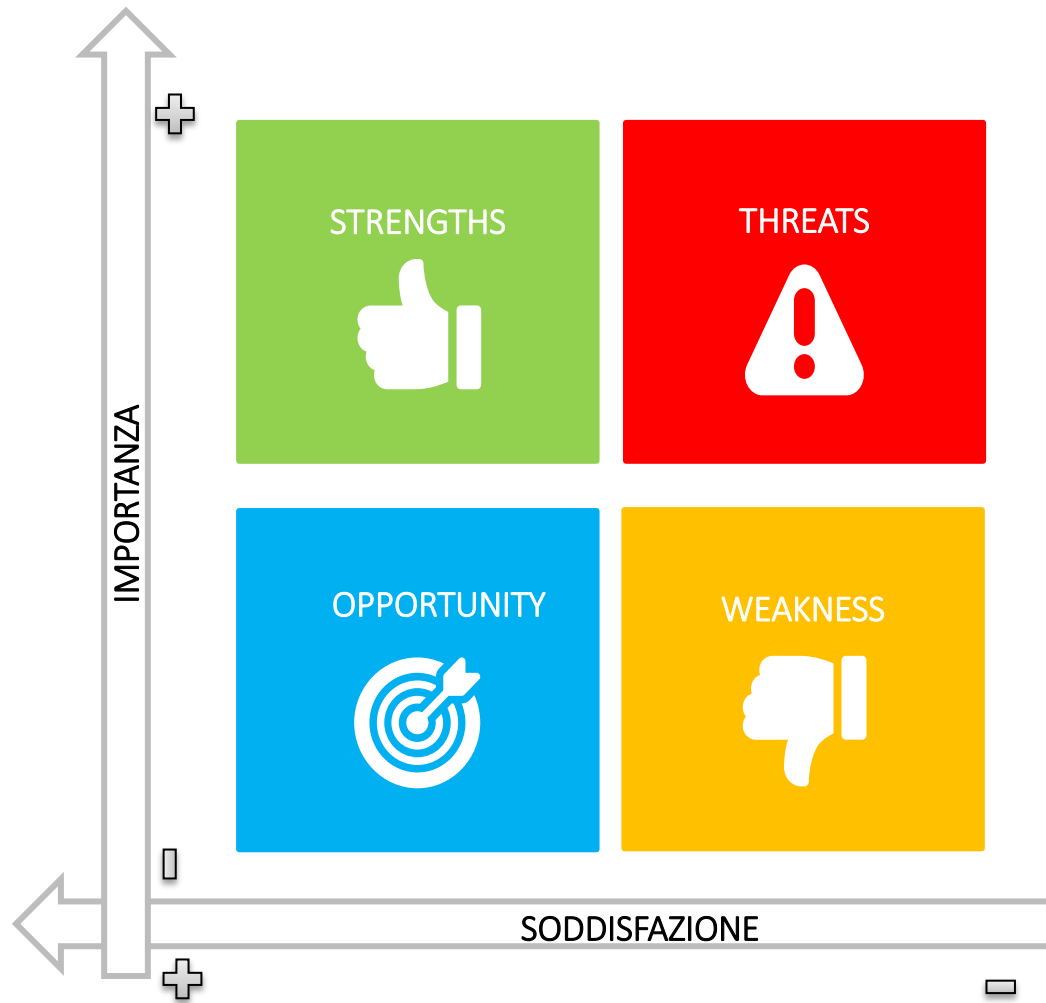 STRENGTHS
THREATS
IMPORTANZA
OPPORTUNITY
WEAKNESS
SODDISFAZIONE